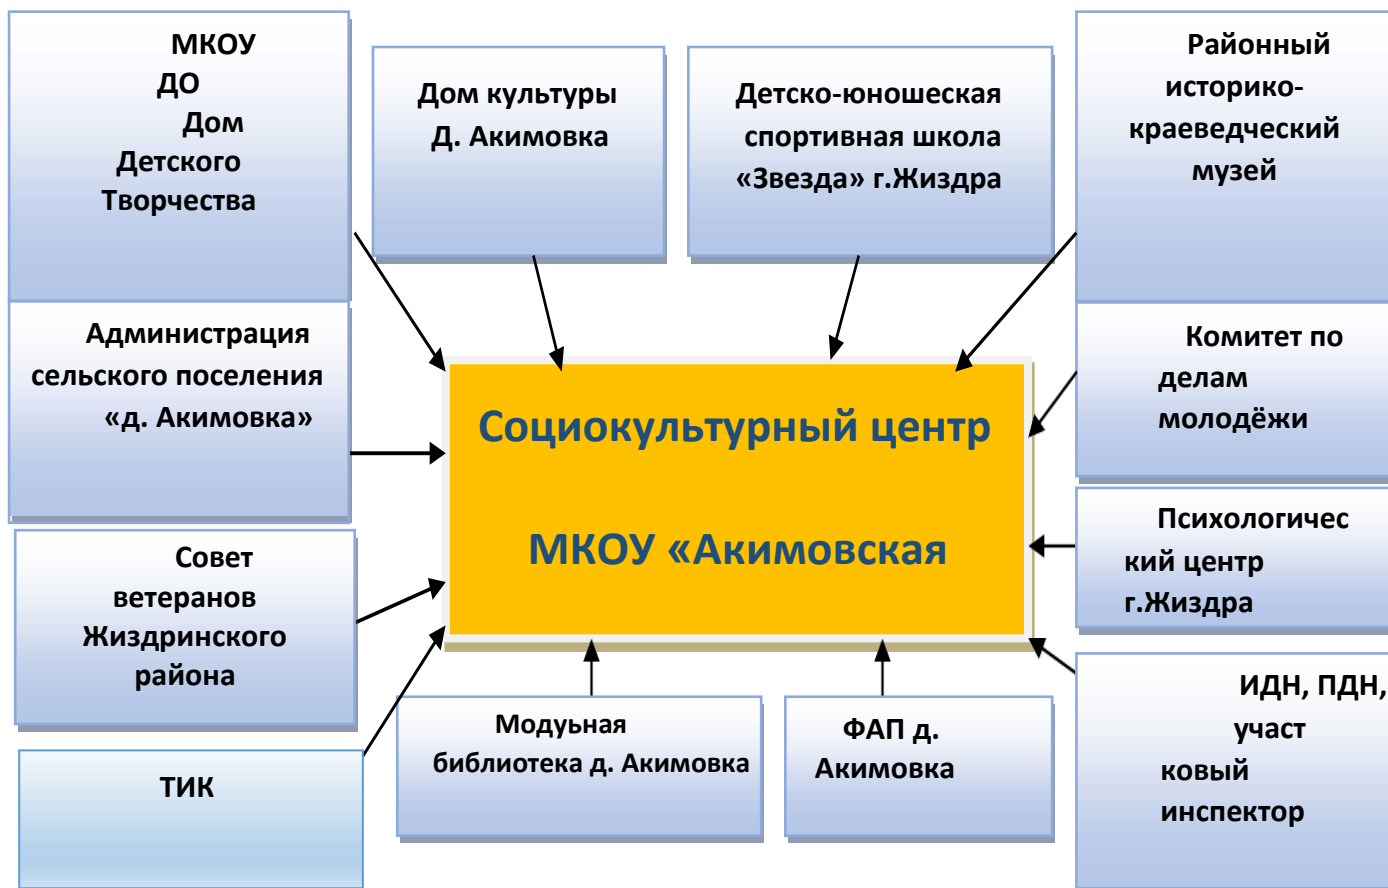 МКОУ
ДО
Дом
Детского
Творчества
Дом культуры
Д. Акимовка
Детско-юношеская
спортивная школа
«Звезда» г.Жиздра
Районный
историко-
краеведческий
музей
Администрация
сельского поселения
«д. Акимовка»
Социокультурный центр
МКОУ «Акимовская
Комитет по
делам
молодёжи
Психологичес
кий центр
г.Жиздра
Совет
ветеранов
Жиздринского
района
ТИК
Модуьная
библиотека д. Акимовка
ФАП д.
Акимовка
ИДН, ПДН,
участ
ковый
инспектор